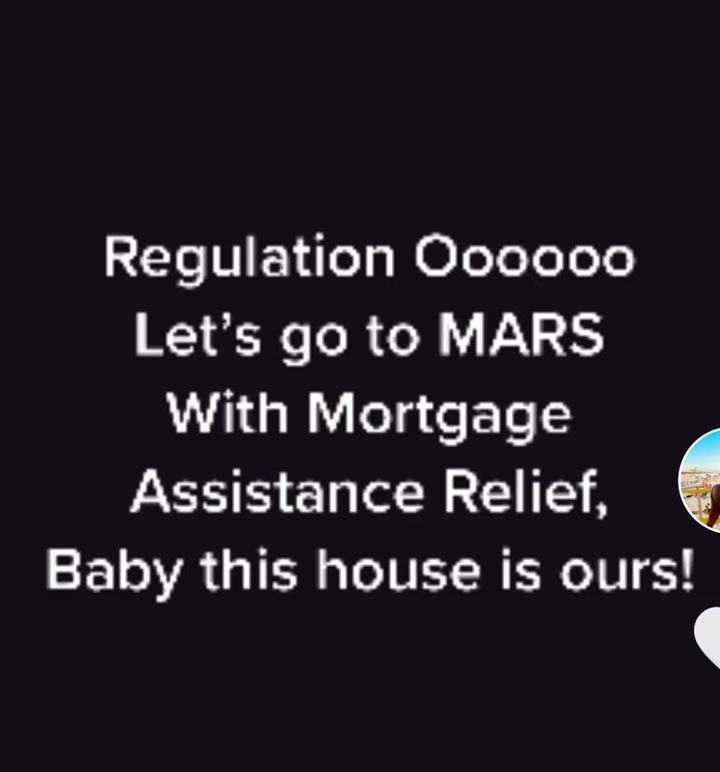 Regulation Oooooo
Let’s go to MARS
With Mortgage
Assistance Relief,
Baby this house is ours!